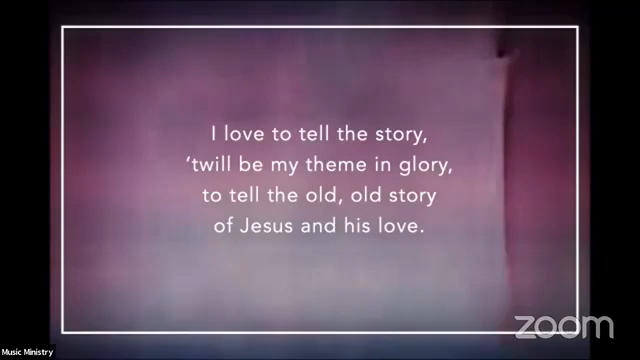 I love to tell the story,
‘twill be my theme in glory,
to tell the old, old story
of Jesus and his love.
zoom
Music Ministry